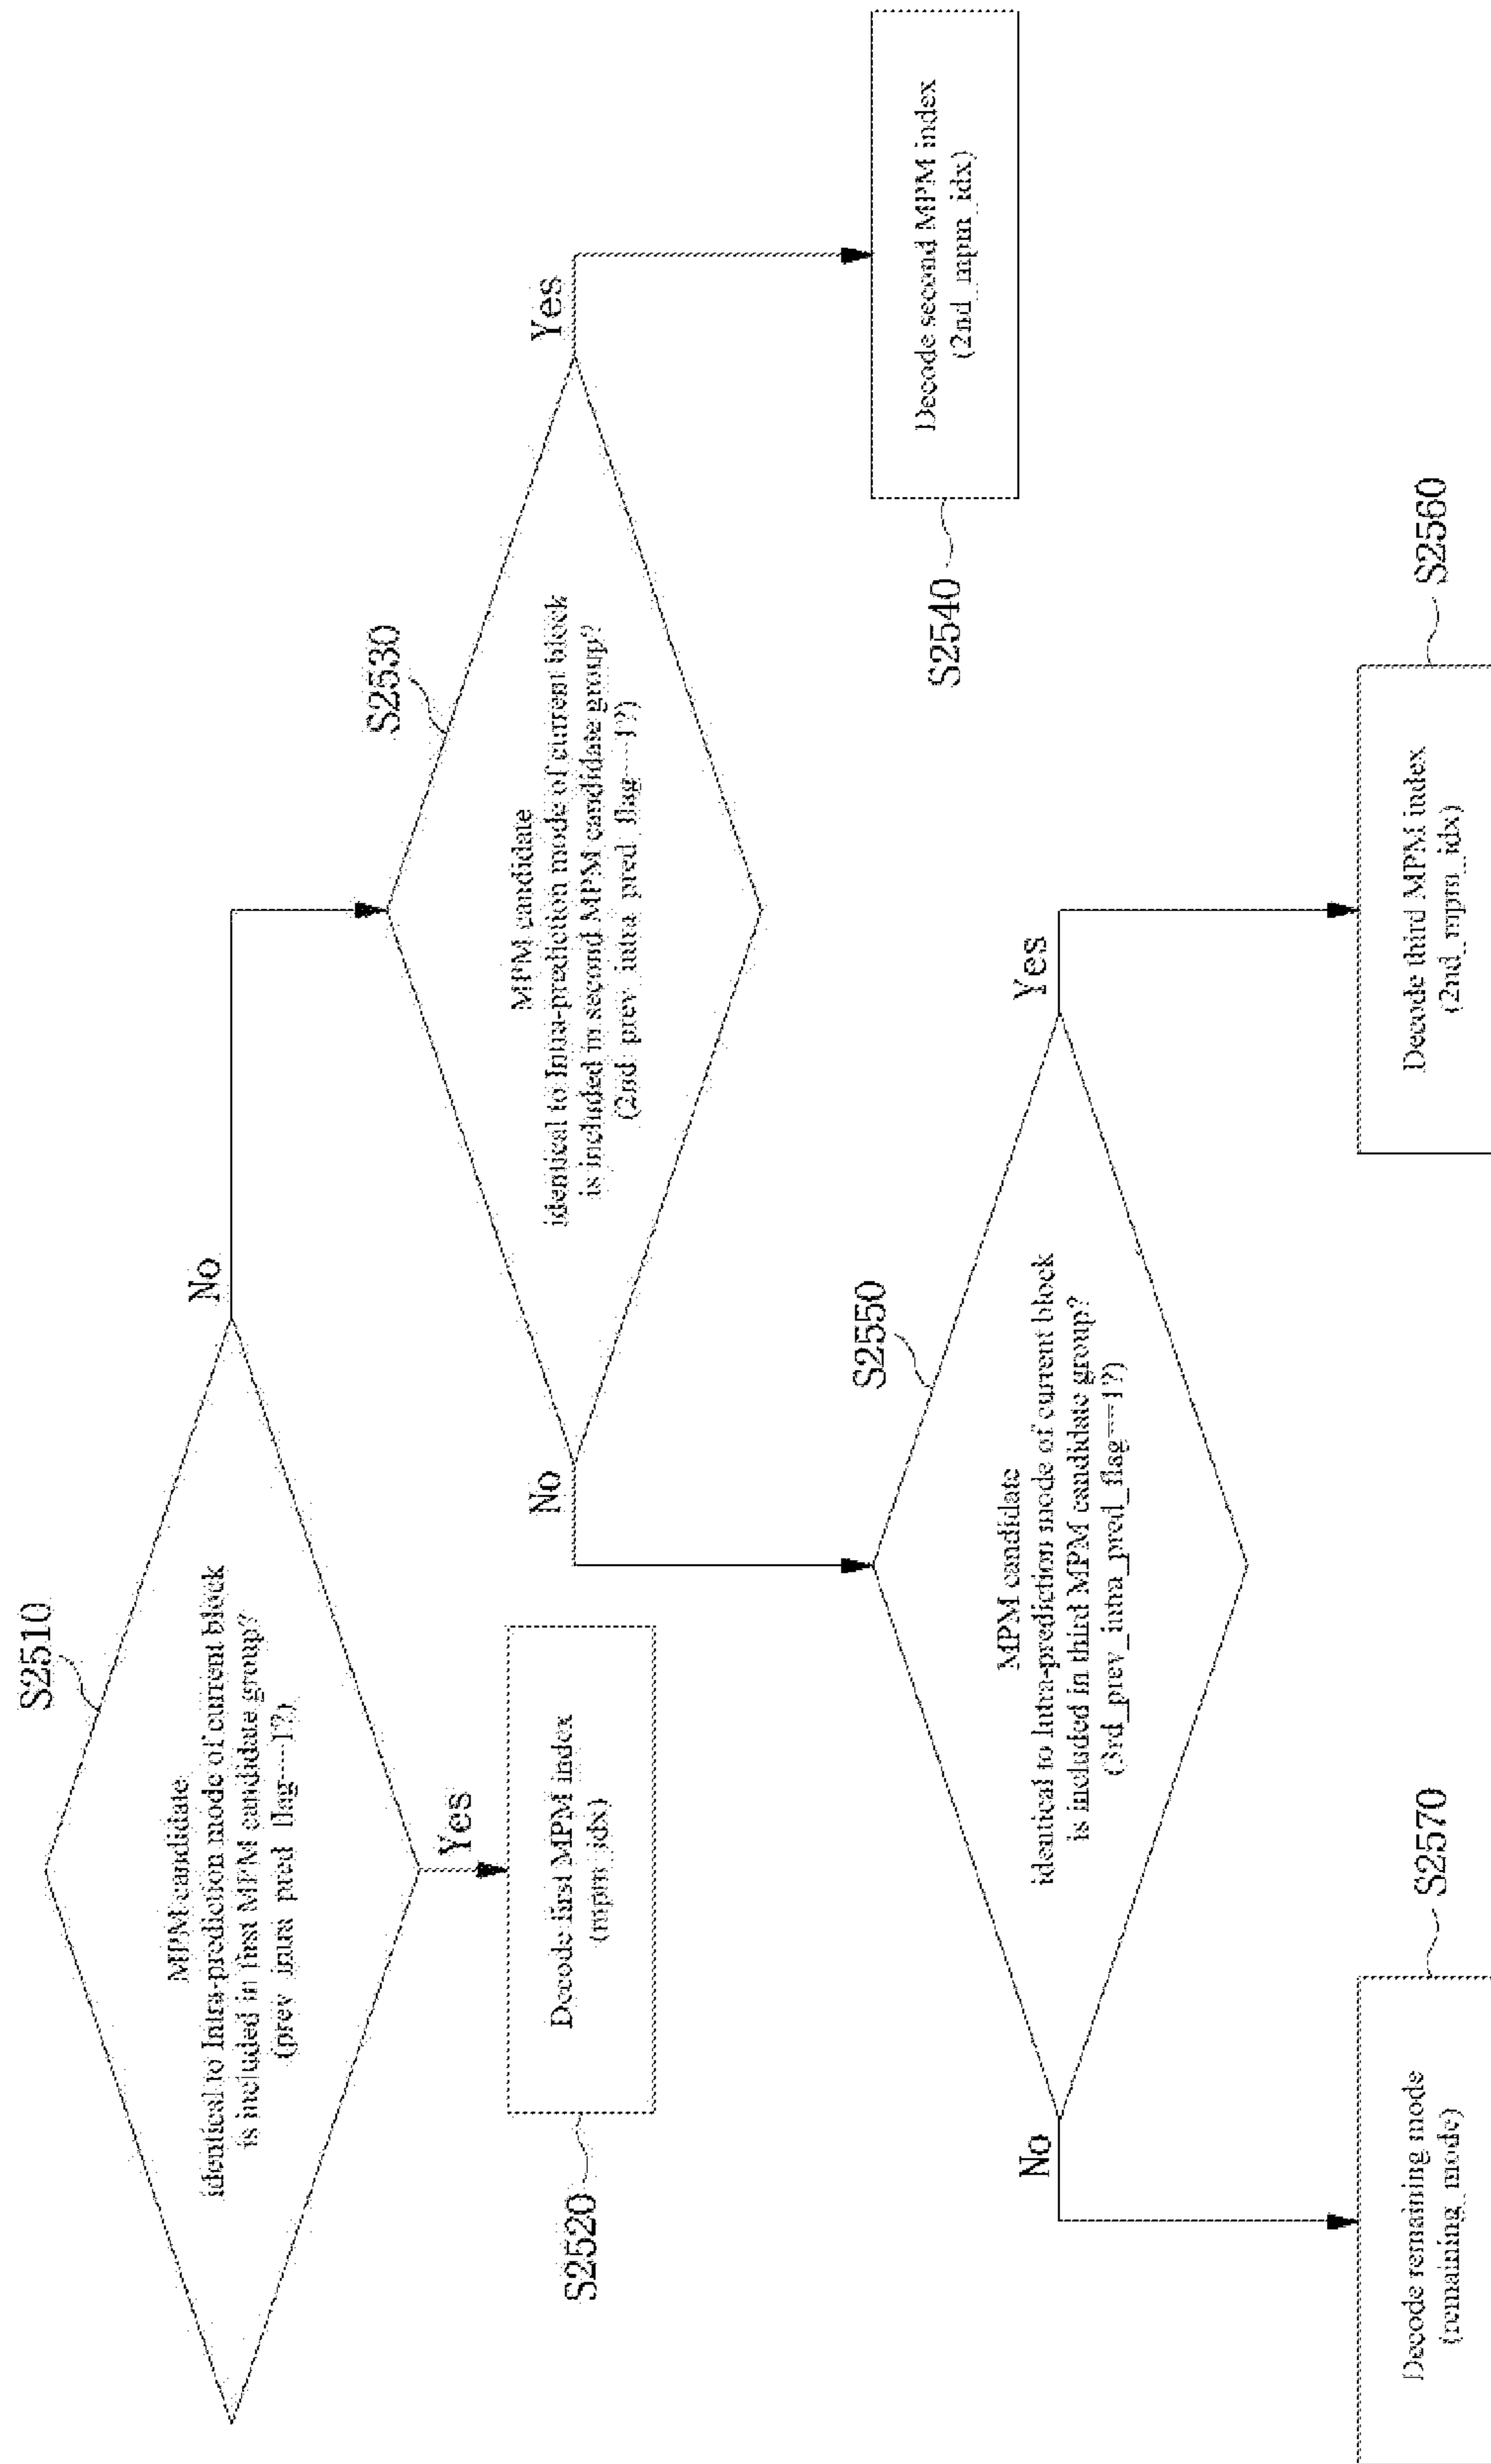 S2510
MPM candidate
identical to Intra-prediction mode of current block
is included in first MPM candidate group?
(prev_intra_pred_flag==1?)
No
Yes
Decode first MPM index
(mpm_idx)
S2520
S2530
MPM candidate
identical to Intra-prediction mode of current block
is included in second MPM candidate group?
(2nd_prev_intra_pred_flag==1?)
Yes
No
Decode second MPM index
(2nd_mpm_idx)
S2540
S2550
MPM candidate
identical to Intra-prediction mode of current block
is included in third MPM candidate group?
(3rd_prev_intra_pred_flag==1?)
Yes
No
Decode third MPM index
(2nd_mpm_idx)
S2560
Decode remaining mode
(remaining_mode)
S2570